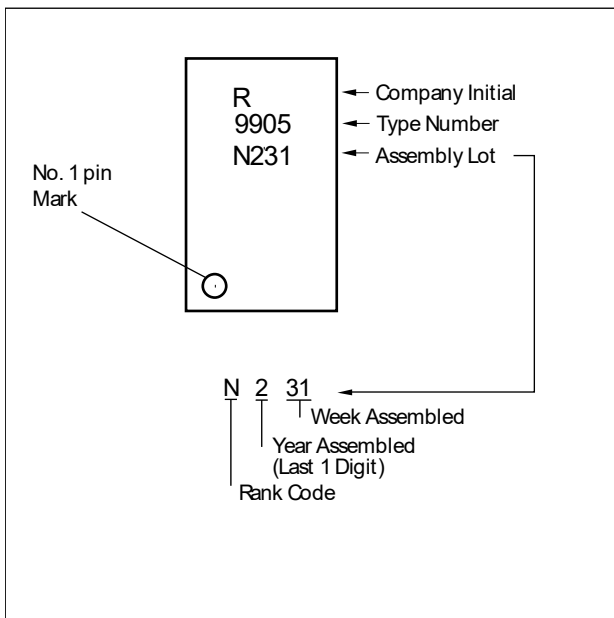 R
9905
N231
Company Initial
Type Number
Assembly Lot
No. 1 pin
Mark
N 2 31
Week Assembled
Year Assembled
(Last 1 Digit)
Rank Code